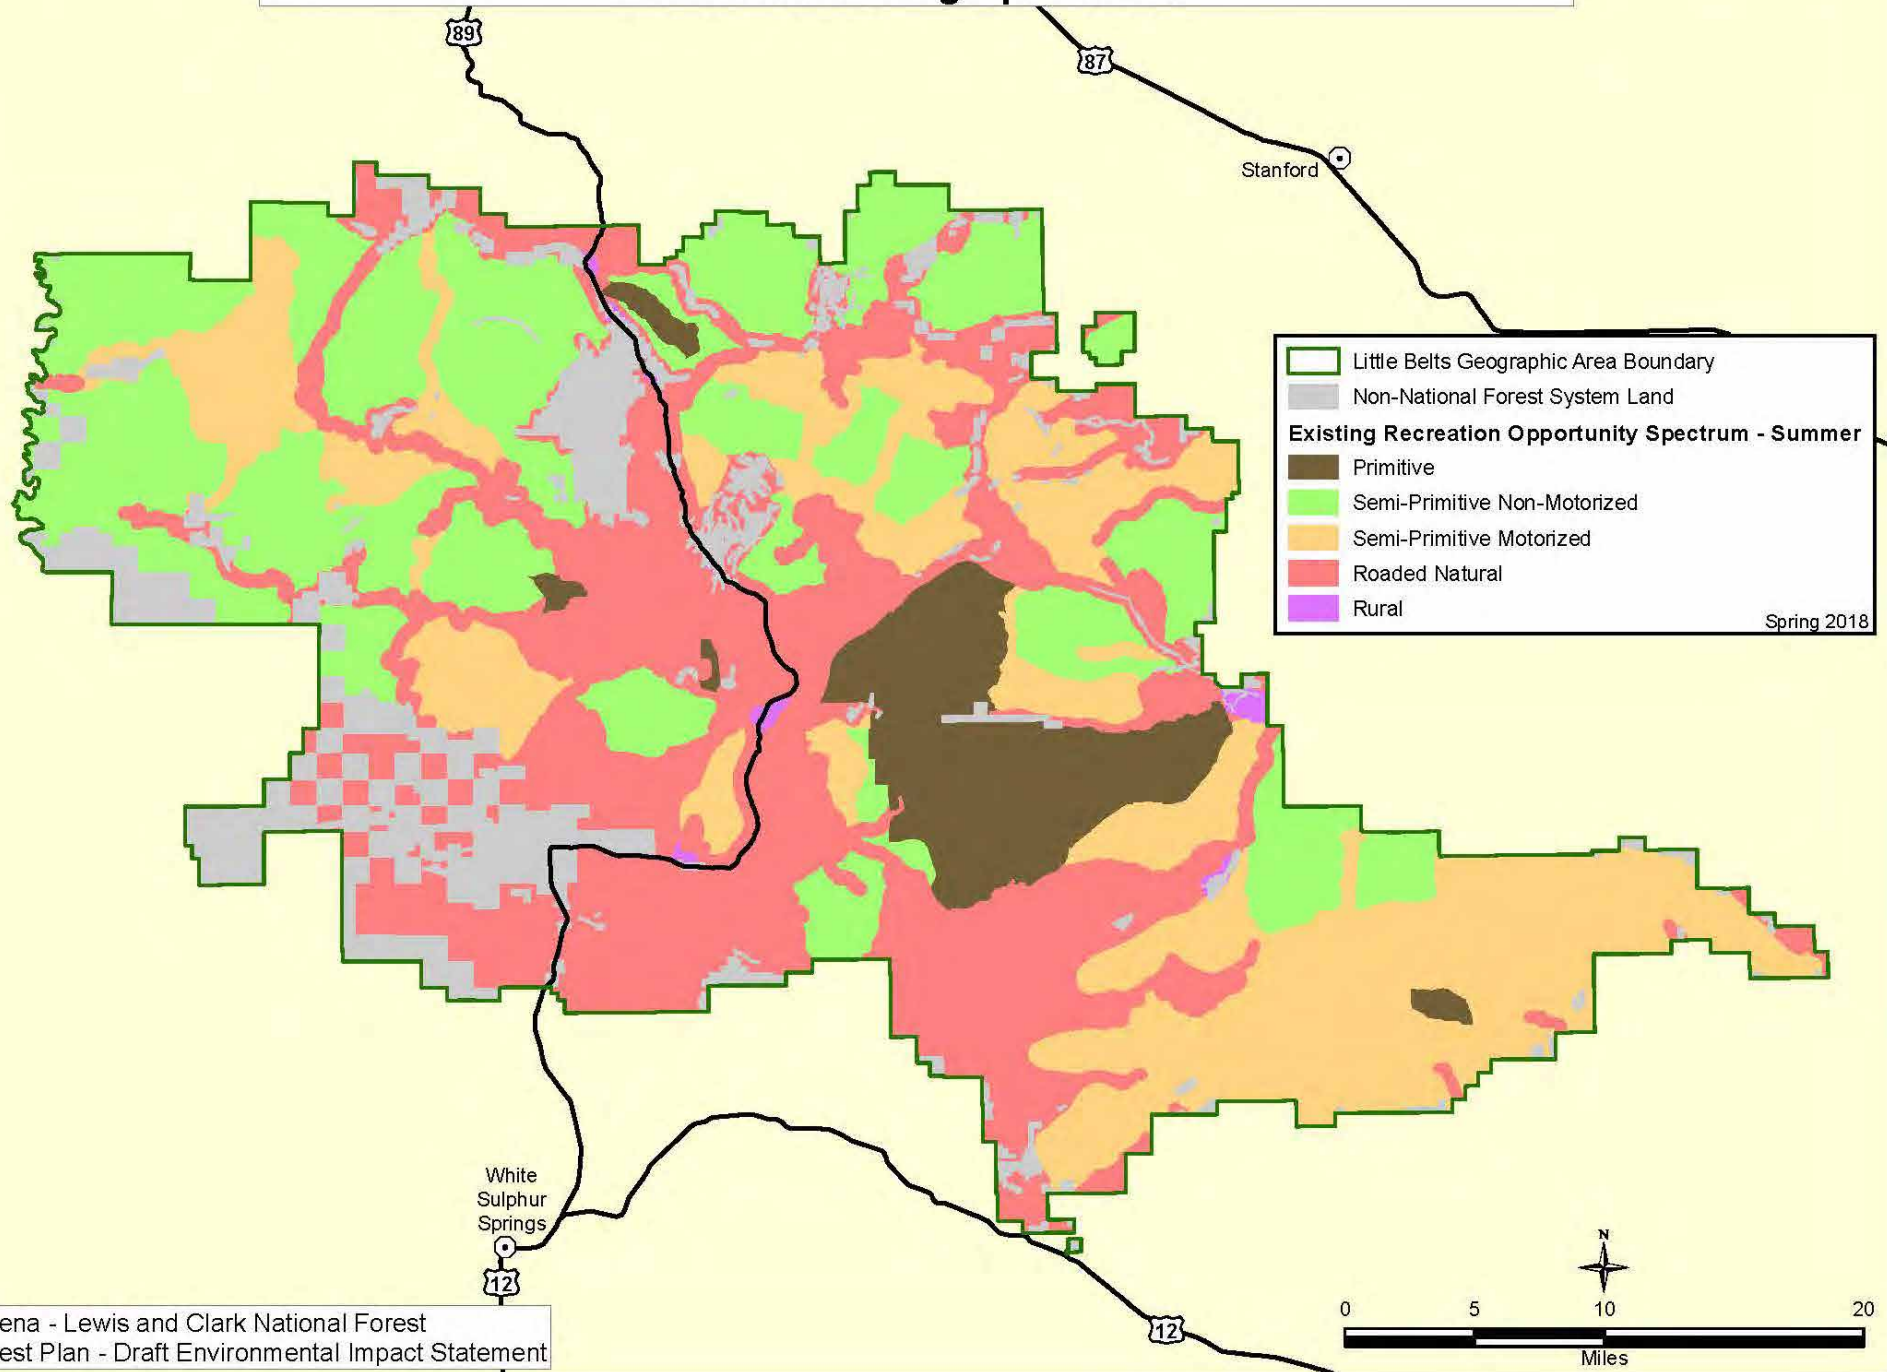 89
87
Stanford
Little Belts Geographic Area Boundary
Non-National Forest System Land
Existing Recreation Opportunity Spectrum - Summer
Primitive
Semi-Primitive Non-Motorized
Semi-Primitive Motorized
Roaded Natural
Rural
Spring 2018
White
Sulphur
Springs
12
12
N
0 5 10 20
Miles
ena - Lewis and Clark National Forest
est Plan - Draft Environmental Impact Statement